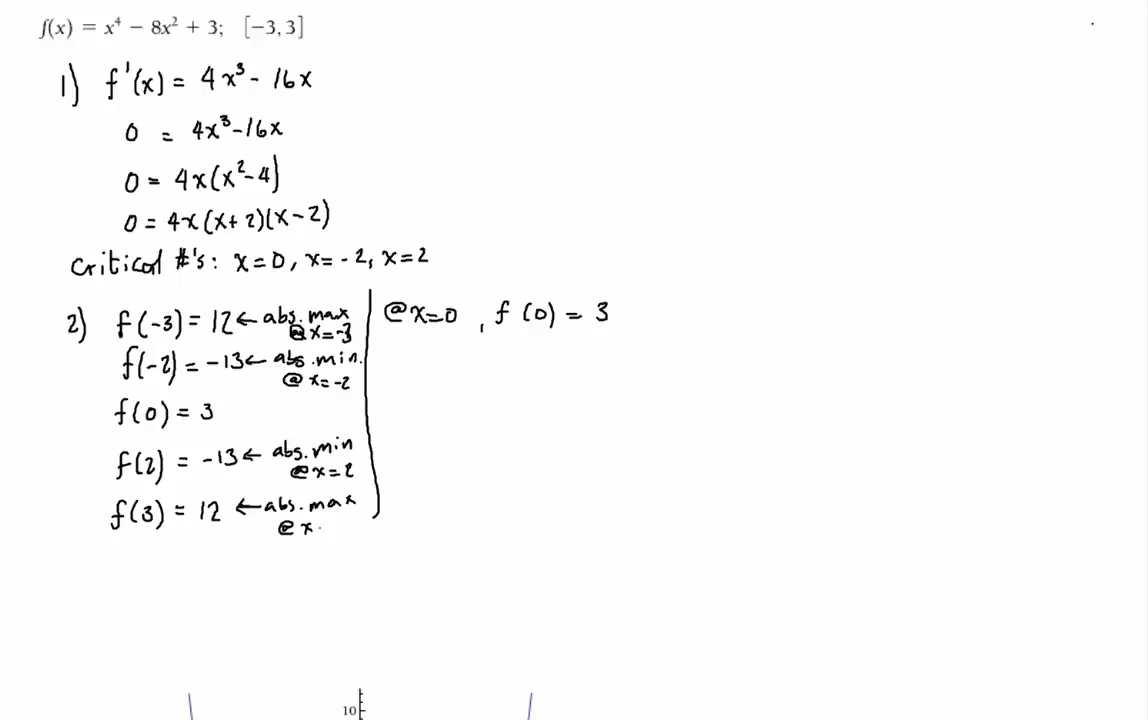 f(x) = x⁴ − 8x² + 3; [−3, 3]
1) f'(x) = 4x³ - 16x
0 = 4x³-16x
0 = 4x(x²-4)
0 = 4x(x+2)(x-2)
Critical #'s: x=0, x=-2, x=2
2) f(-3) = 12 ← abs. max
@x=-3
f(-2) = -13 ← abs. min.
@ x=-2
f(0) = 3
f(2) = -13 ← abs. min
@x=2
f(3) = 12 ← abs. max
@ x
@x=0, f(0) = 3
10